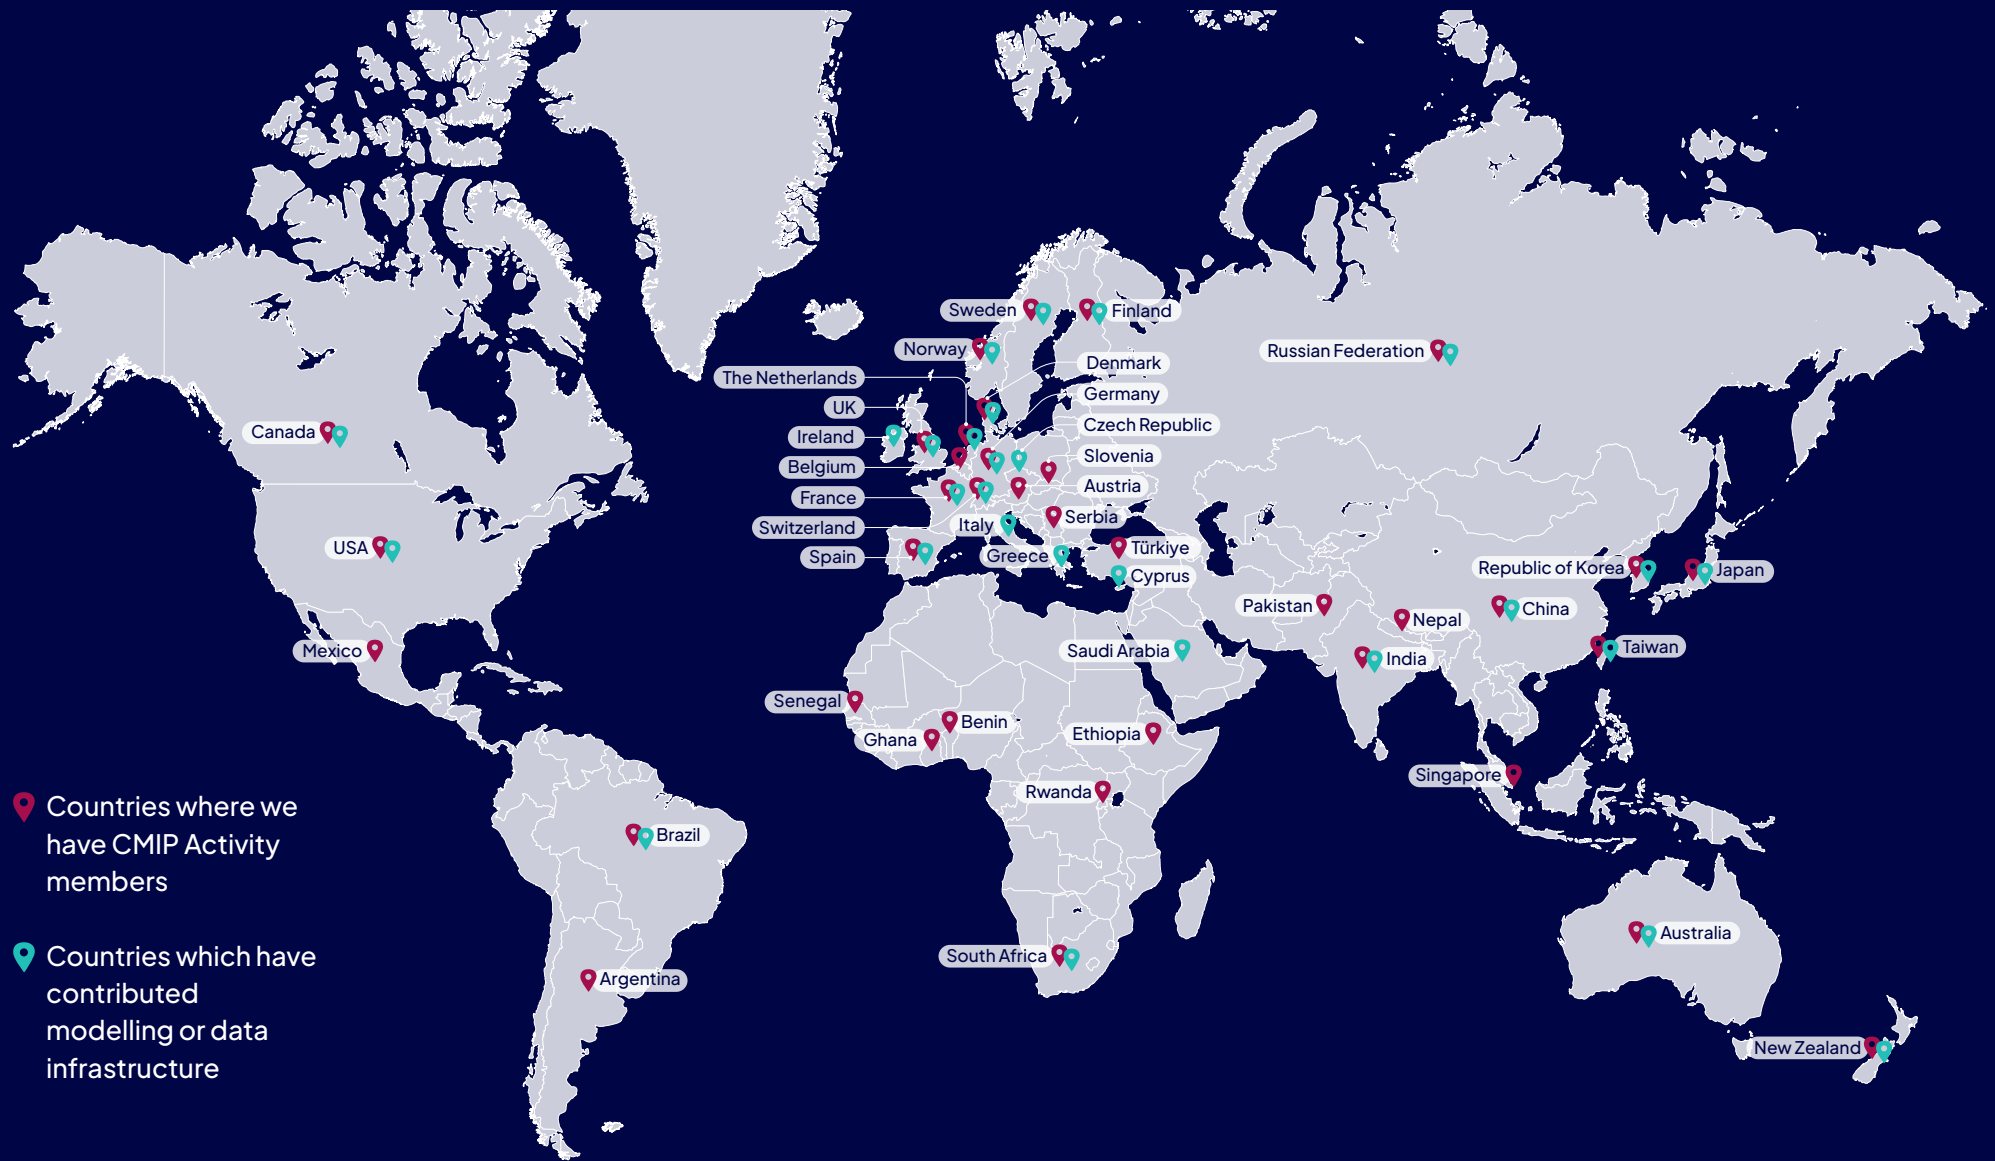 Sweden
Finland
Norway
Russian Federation
Denmark
The Netherlands
Germany
UK
Czech Republic
Canada
Ireland
Slovenia
Belgium
Austria
France
Serbia
Italy
Switzerland
USA
Türkiye
Greece
Spain
Republic of Korea
Japan
Cyprus
Pakistan
China
Nepal
Taiwan
Mexico
Saudi Arabia
India
Senegal
Benin
Ethiopia
Ghana
Singapore
Rwanda
Countries where we
have CMIP Activity
members
Brazil
Australia
Countries which have
contributed
modelling or data
infrastructure
South Africa
Argentina
New Zealand